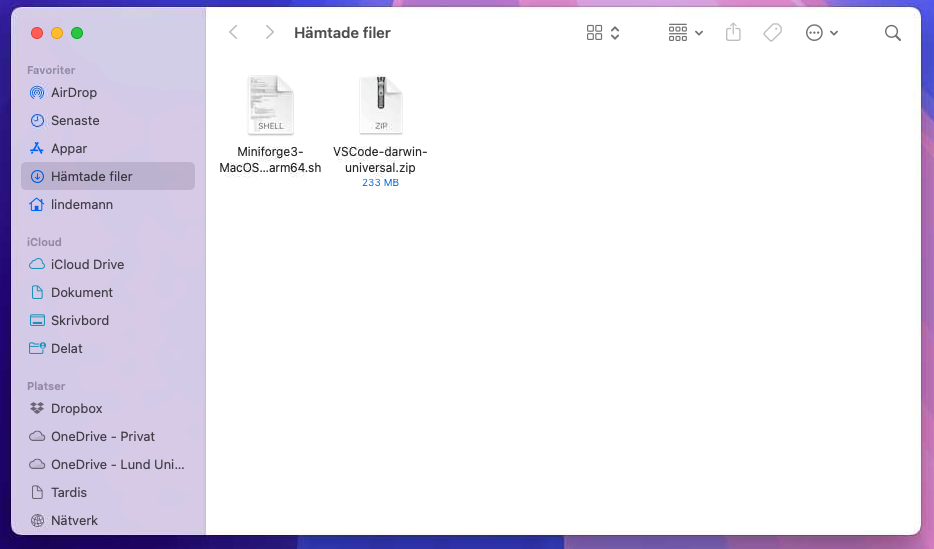 Hämtade filer
Favoriter
AirDrop
Senaste
Appar
Hämtade filer
lindemann
iCloud
iCloud Drive
Dokument
Skrivbord
Delat
Platser
Dropbox
OneDrive - Privat
OneDrive - Lund Uni...
Tardis
Nätverk
SHELL
Miniforge3-
MacOS...arm64.sh
ZIP
VSCode-darwin-
universal.zip
233 MB